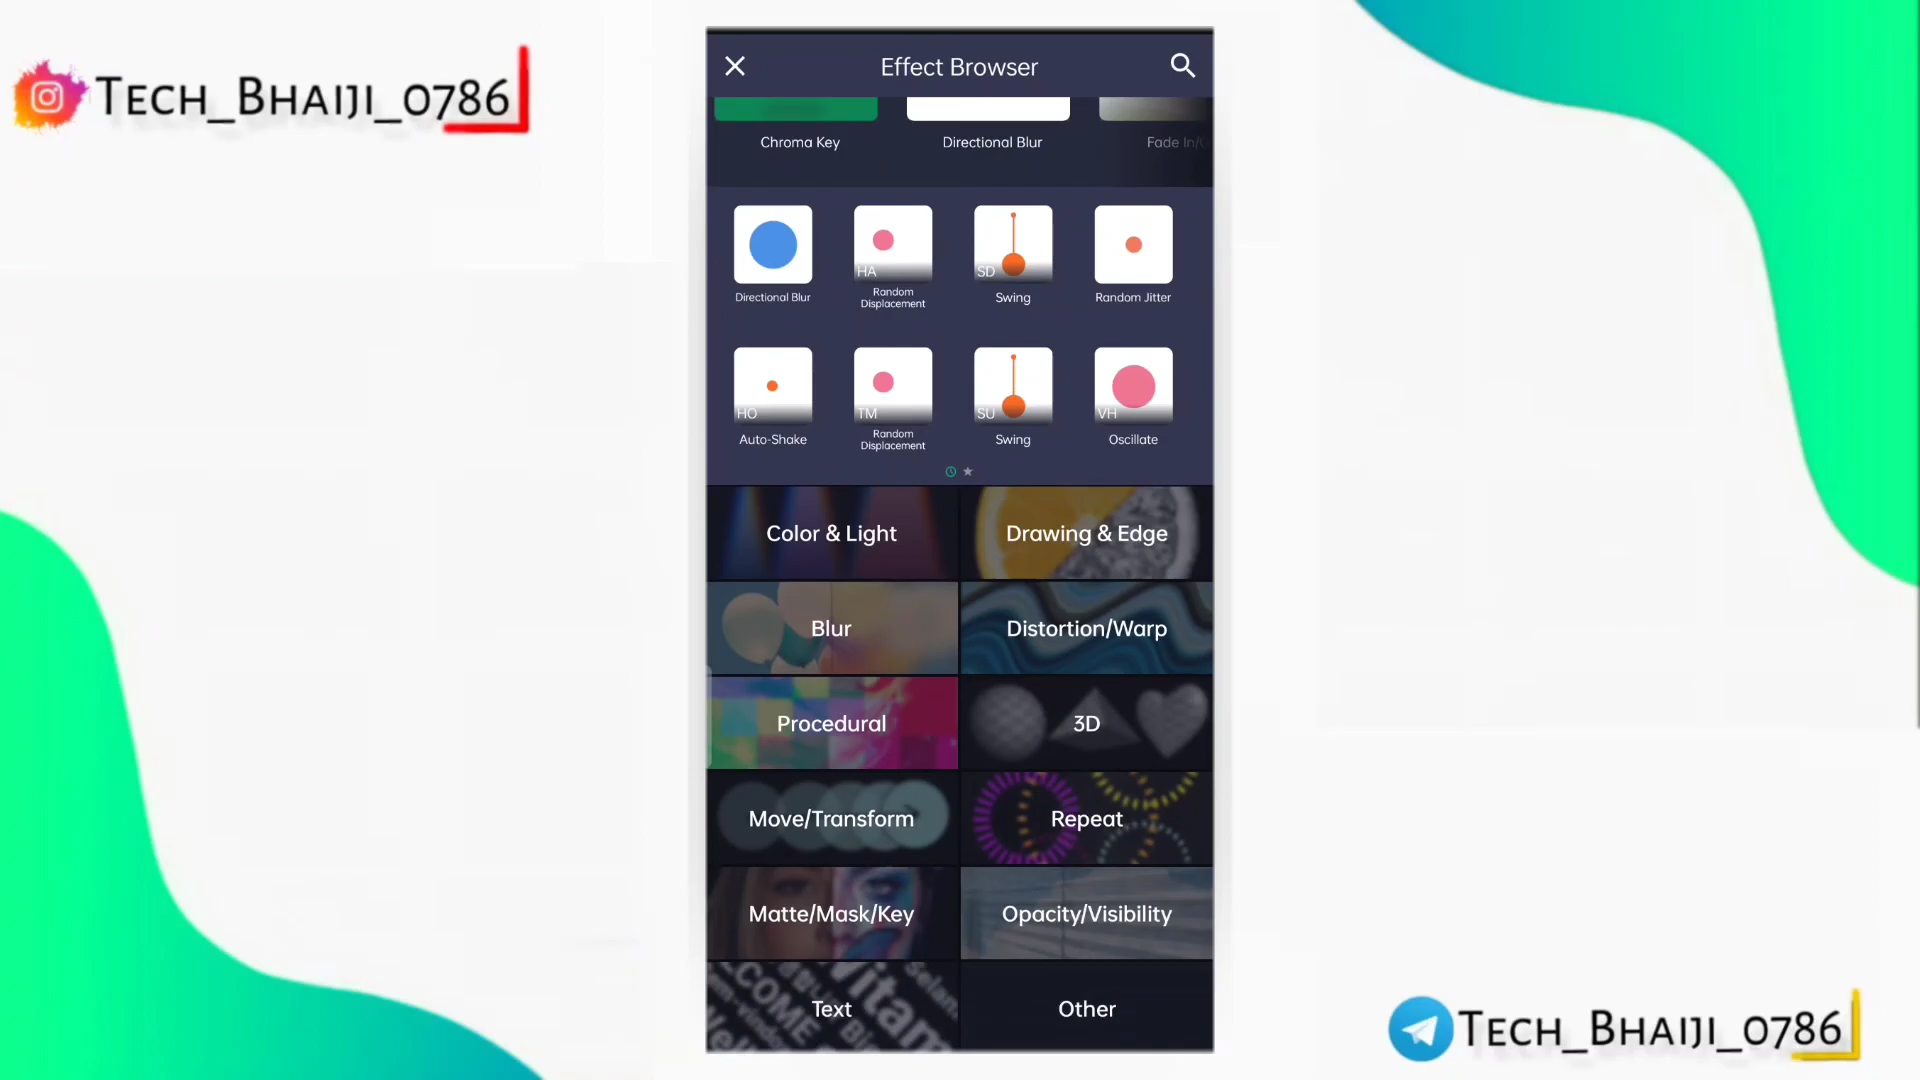 TECH_BHAIJI_0786
Effect Browser
Chroma Key
Directional Blur
Fade In/
Directional Blur
HA
Random
Displacement
SD
Swing
Random Jitter
HO
Auto-Shake
TM
Random
Displacement
SU
Swing
VH
Oscillate
Color & Light
Drawing & Edge
Blur
Distortion/Warp
Procedural
3D
Move/Transform
Repeat
Matte/Mask/Key
Opacity/Visibility
Text
Other
TECH_BHAIJI_0786